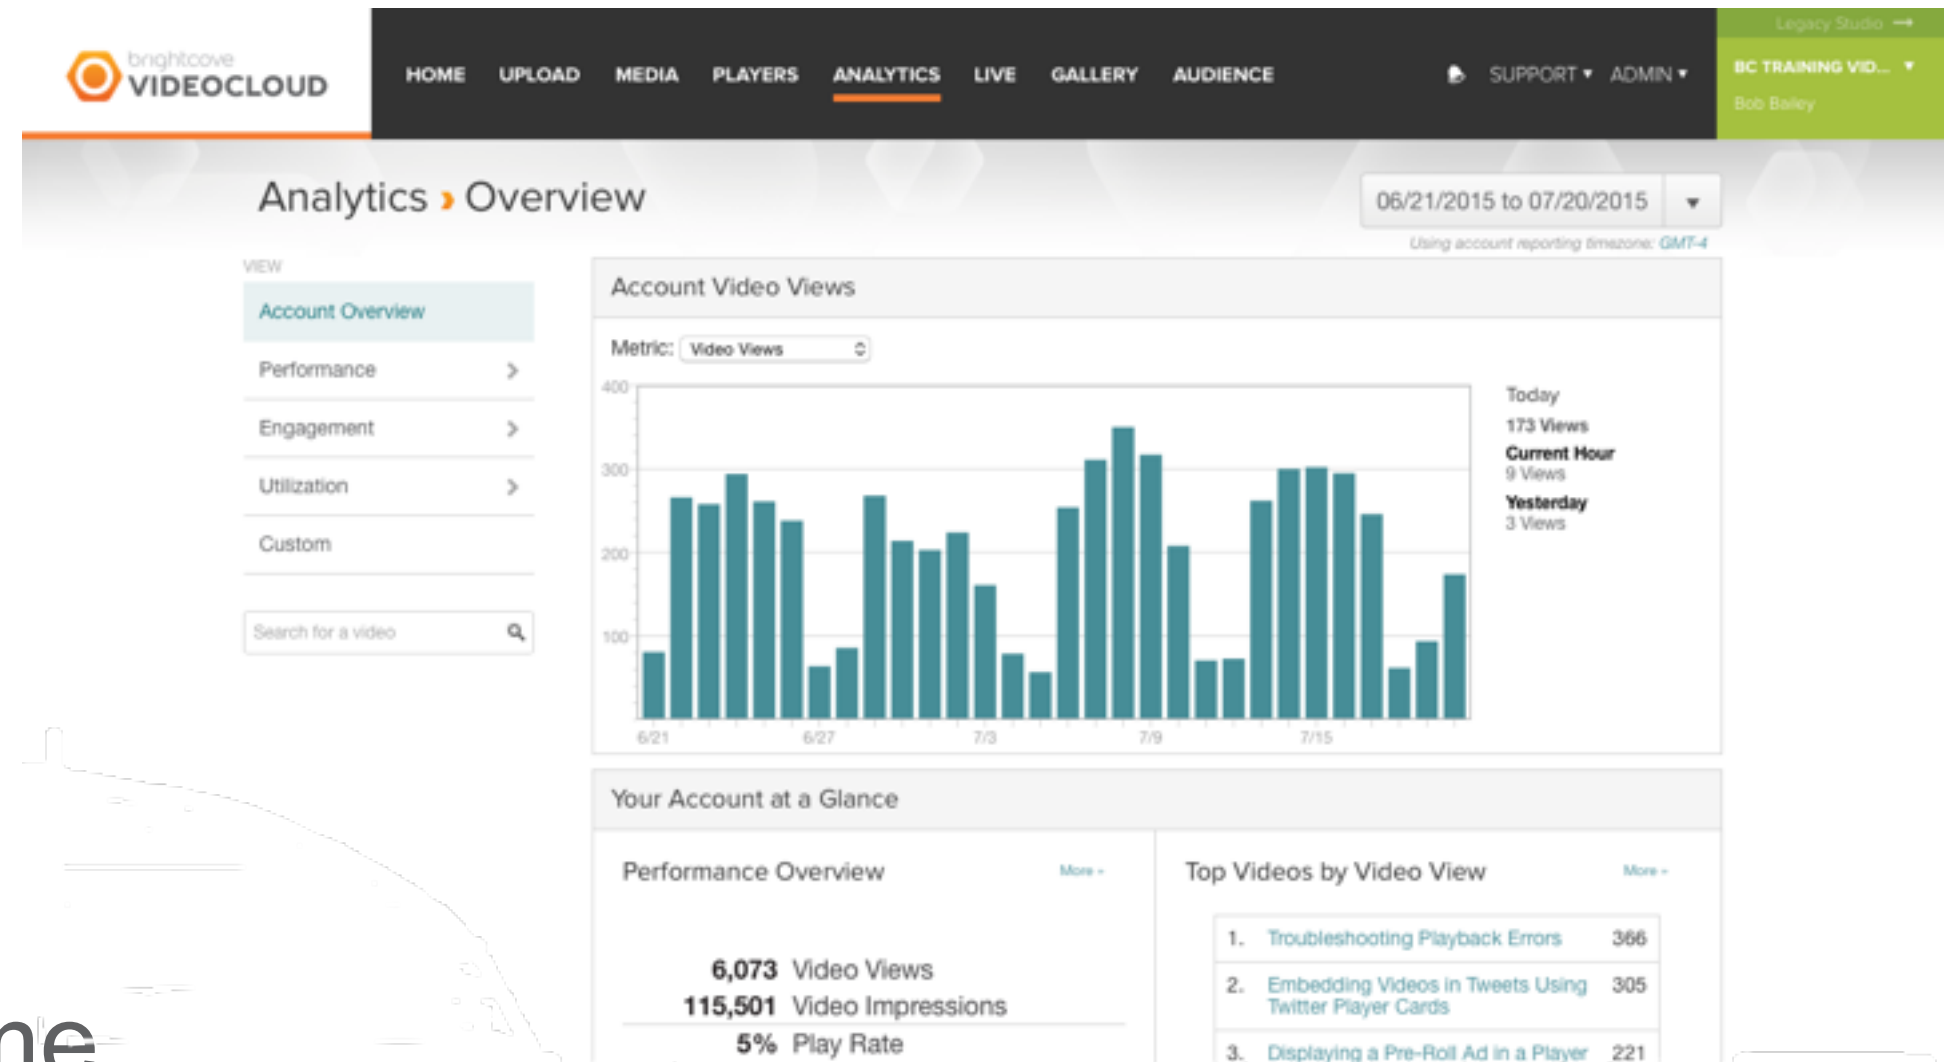 brightcove
VIDEOCLOUD
HOME UPLOAD MEDIA PLAYERS ANALYTICS LIVE GALLERY AUDIENCE
SUPPORT ADMIN
Legacy Studio
BC TRAINING VID...
Bob Bailey
Analytics Overview
06/21/2015 to 07/20/2015
Using account reporting timezone: GMT-4
VIEW
Account Overview
Performance
Engagement
Utilization
Custom
Search for a video
Account Video Views
Metric: Video Views
400
300
200
100
6/21 6/27 7/3 7/9 7/15
Today
173 Views
Current Hour
9 Views
Yesterday
3 Views
Your Account at a Glance
Performance Overview More
6,073 Video Views
115,501 Video Impressions
5% Play Rate
Top Videos by Video View More
1. Troubleshooting Playback Errors 366
2. Embedding Videos in Tweets Using 305
Twitter Player Cards
3. Displaying a Pre-Roll Ad in a Player 221